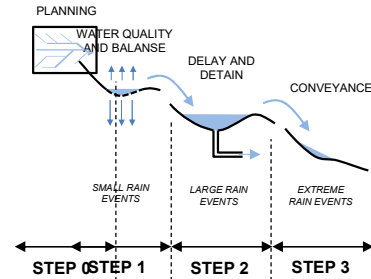 PLANNING
WATER QUALITY
AND BALANSE
DELAY AND
DETAIN
CONVEYANCE
SMALL RAIN
EVENTS
LARGE RAIN
EVENTS
EXTREME
RAIN EVENTS
STEP 0
STEP 1
STEP 2
STEP 3